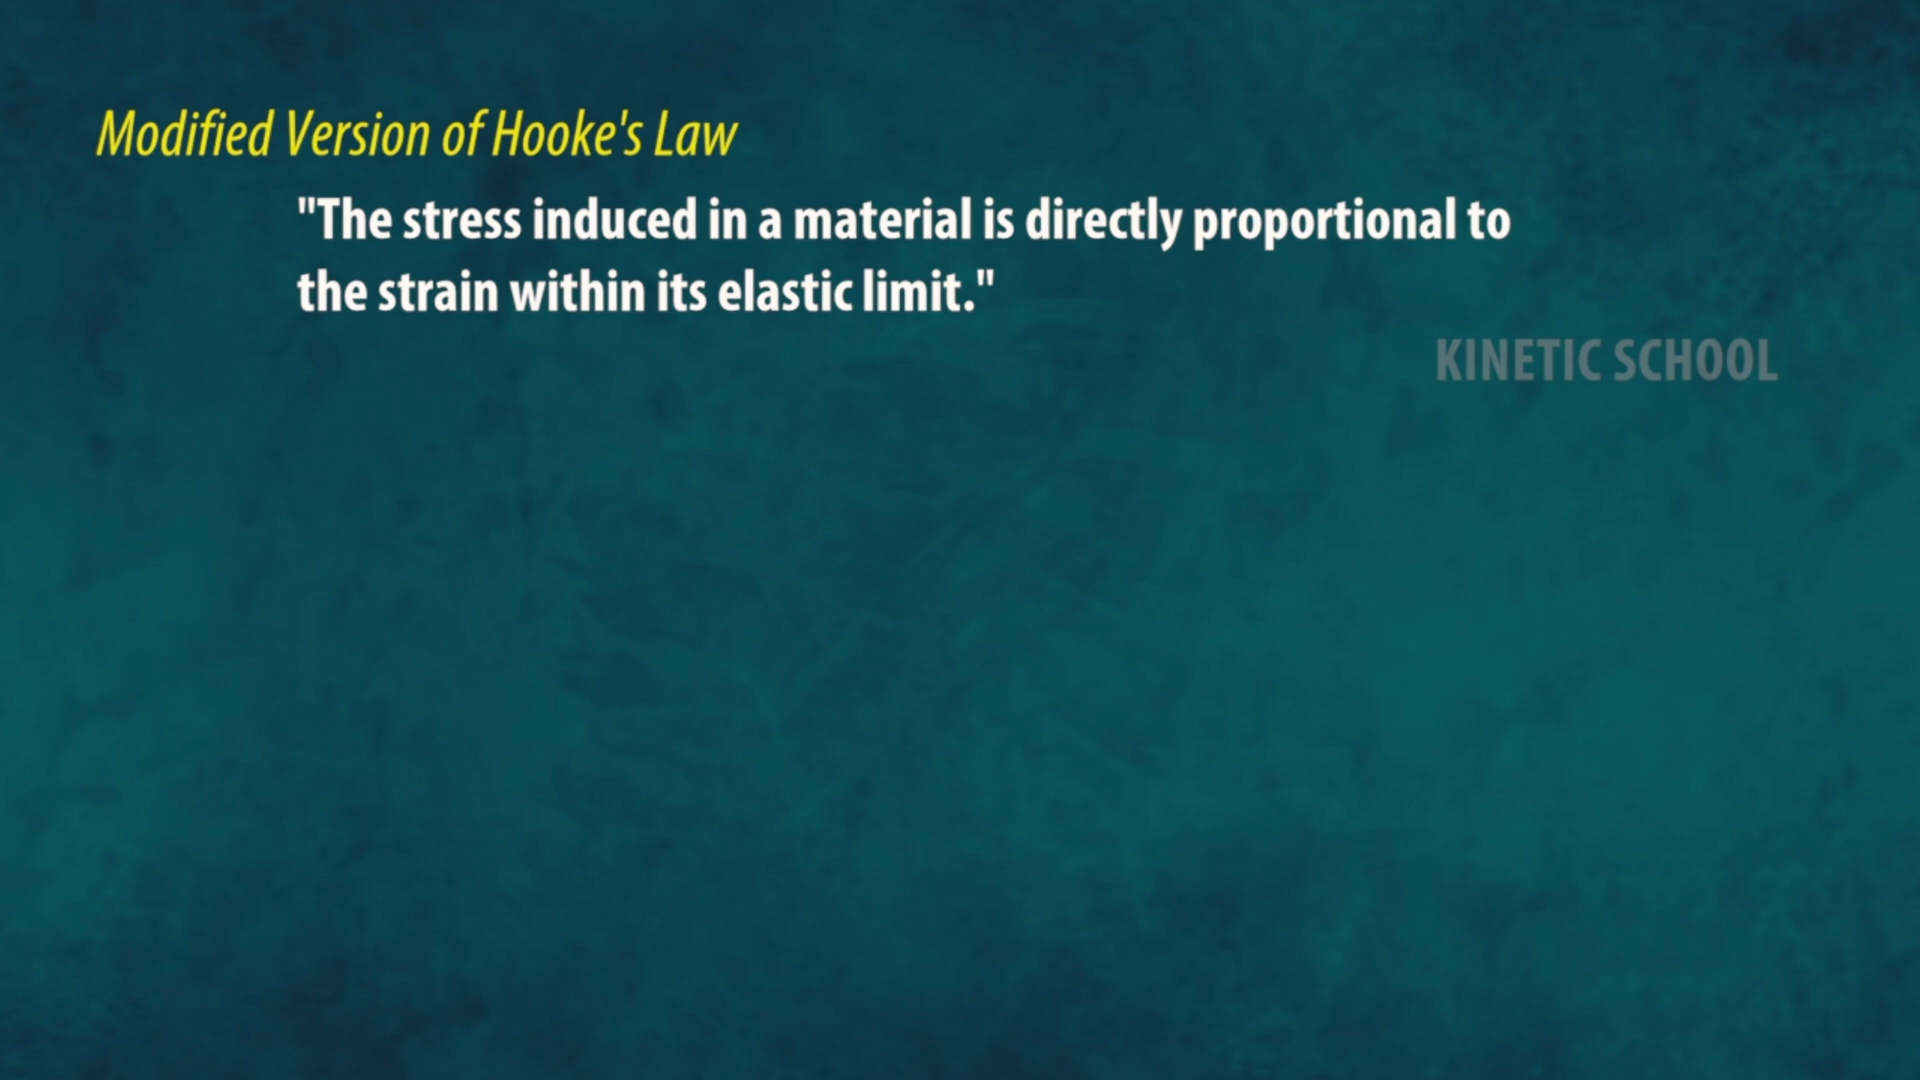 Modified Version of Hooke's Law
"The stress induced in a material is directly proportional to
the strain within its elastic limit."
KINETIC SCHOOL